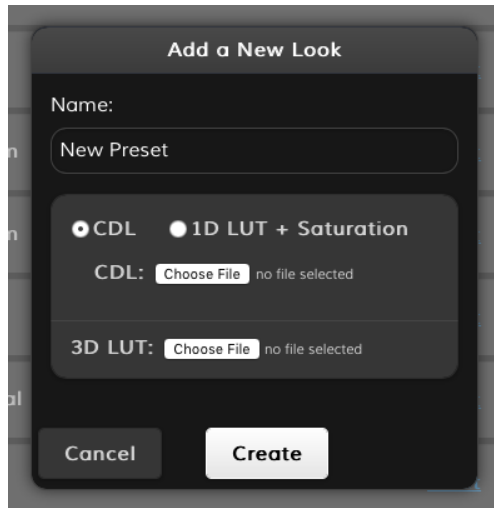 Add a New Look
Name:
New Preset
CDL 1D LUT + Saturation
CDL: Choose File no file selected
3D LUT: Choose File no file selected
Cancel Create